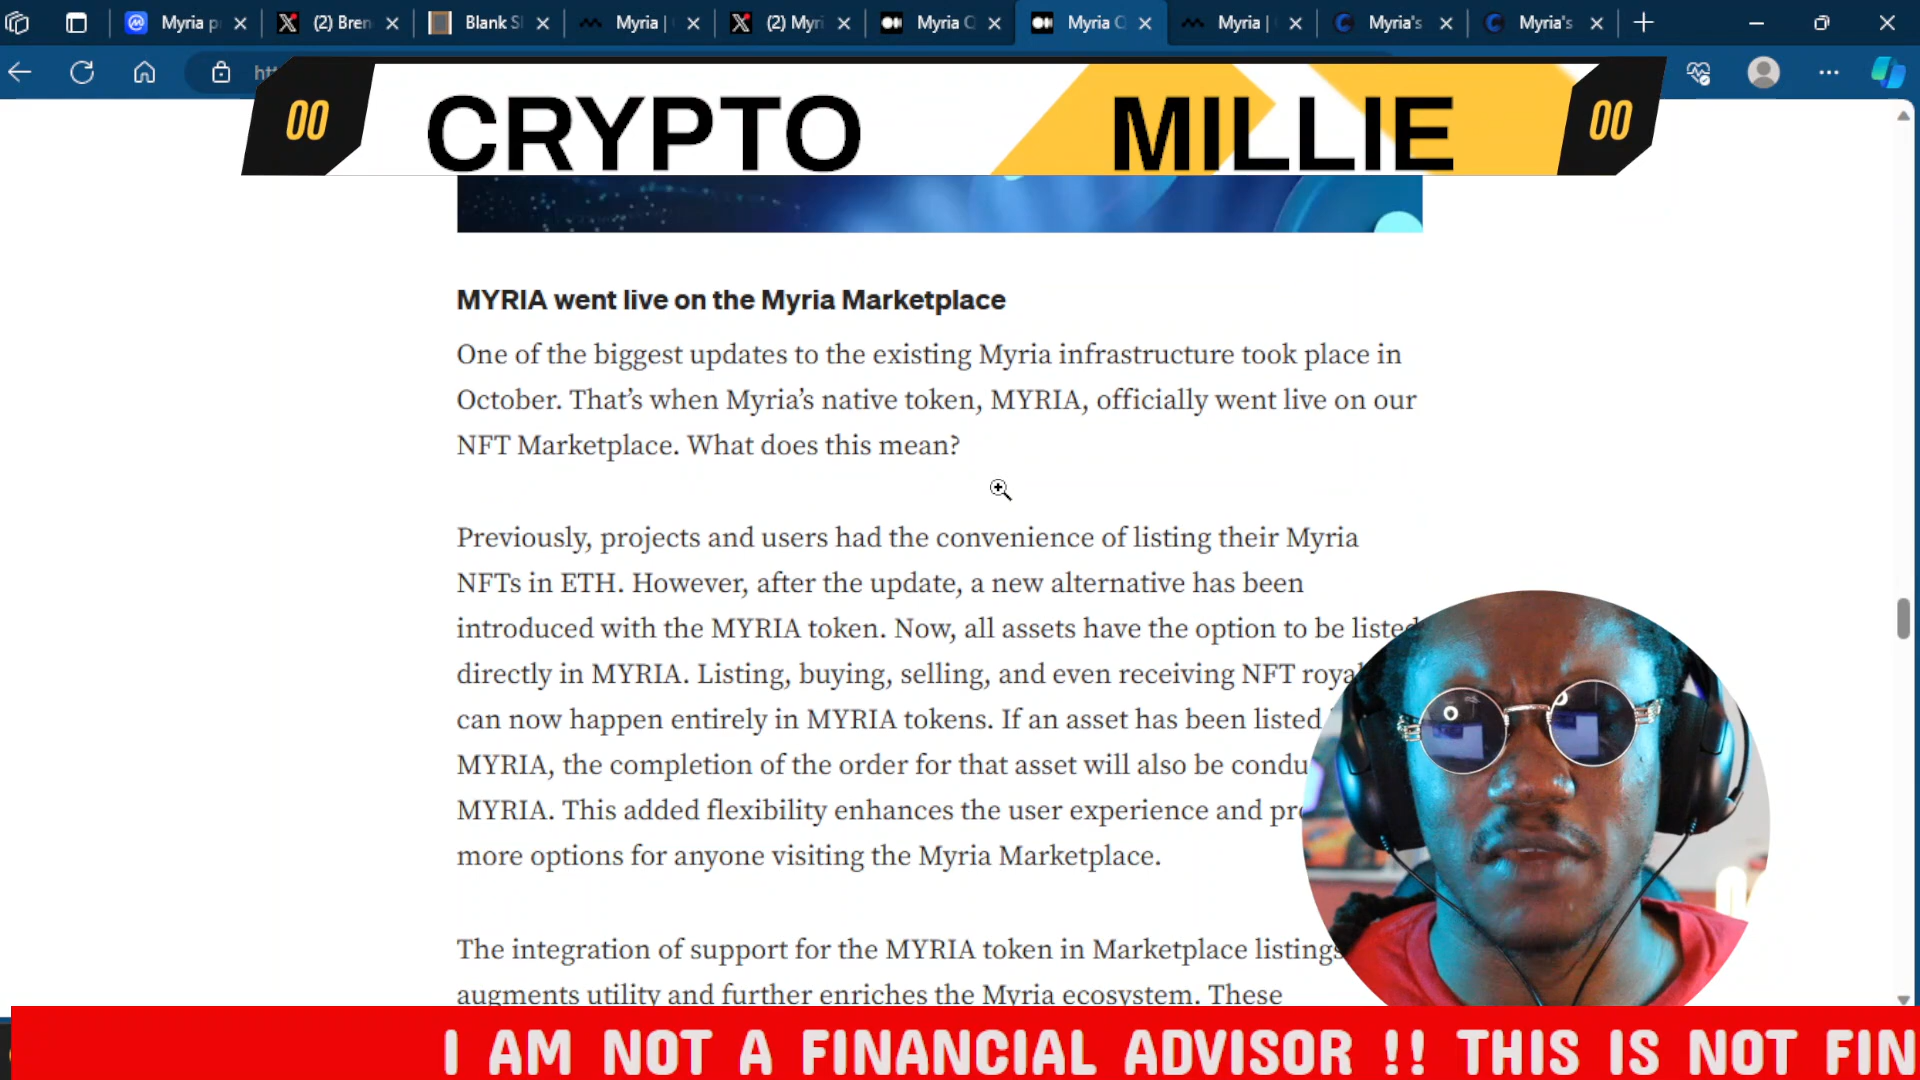 Myria p
(2) Bren
Blank S
Myria |
(2) Myri
Myria Q
Myria Q
Myria |
Myria's
Myria's
00 CRYPTO MILLIE 00
MYRIA went live on the Myria Marketplace
One of the biggest updates to the existing Myria infrastructure took place in
October. That’s when Myria’s native token, MYRIA, officially went live on our
NFT Marketplace. What does this mean?
Previously, projects and users had the convenience of listing their Myria
NFTs in ETH. However, after the update, a new alternative has been
introduced with the MYRIA token. Now, all assets have the option to be listed
directly in MYRIA. Listing, buying, selling, and even receiving NFT roya
can now happen entirely in MYRIA tokens. If an asset has been listed
MYRIA, the completion of the order for that asset will also be condu
MYRIA. This added flexibility enhances the user experience and pr
more options for anyone visiting the Myria Marketplace.
The integration of support for the MYRIA token in Marketplace listings
augments utility and further enriches the Myria ecosystem. These
I AM NOT A FINANCIAL ADVISOR !! THIS IS NOT FIN